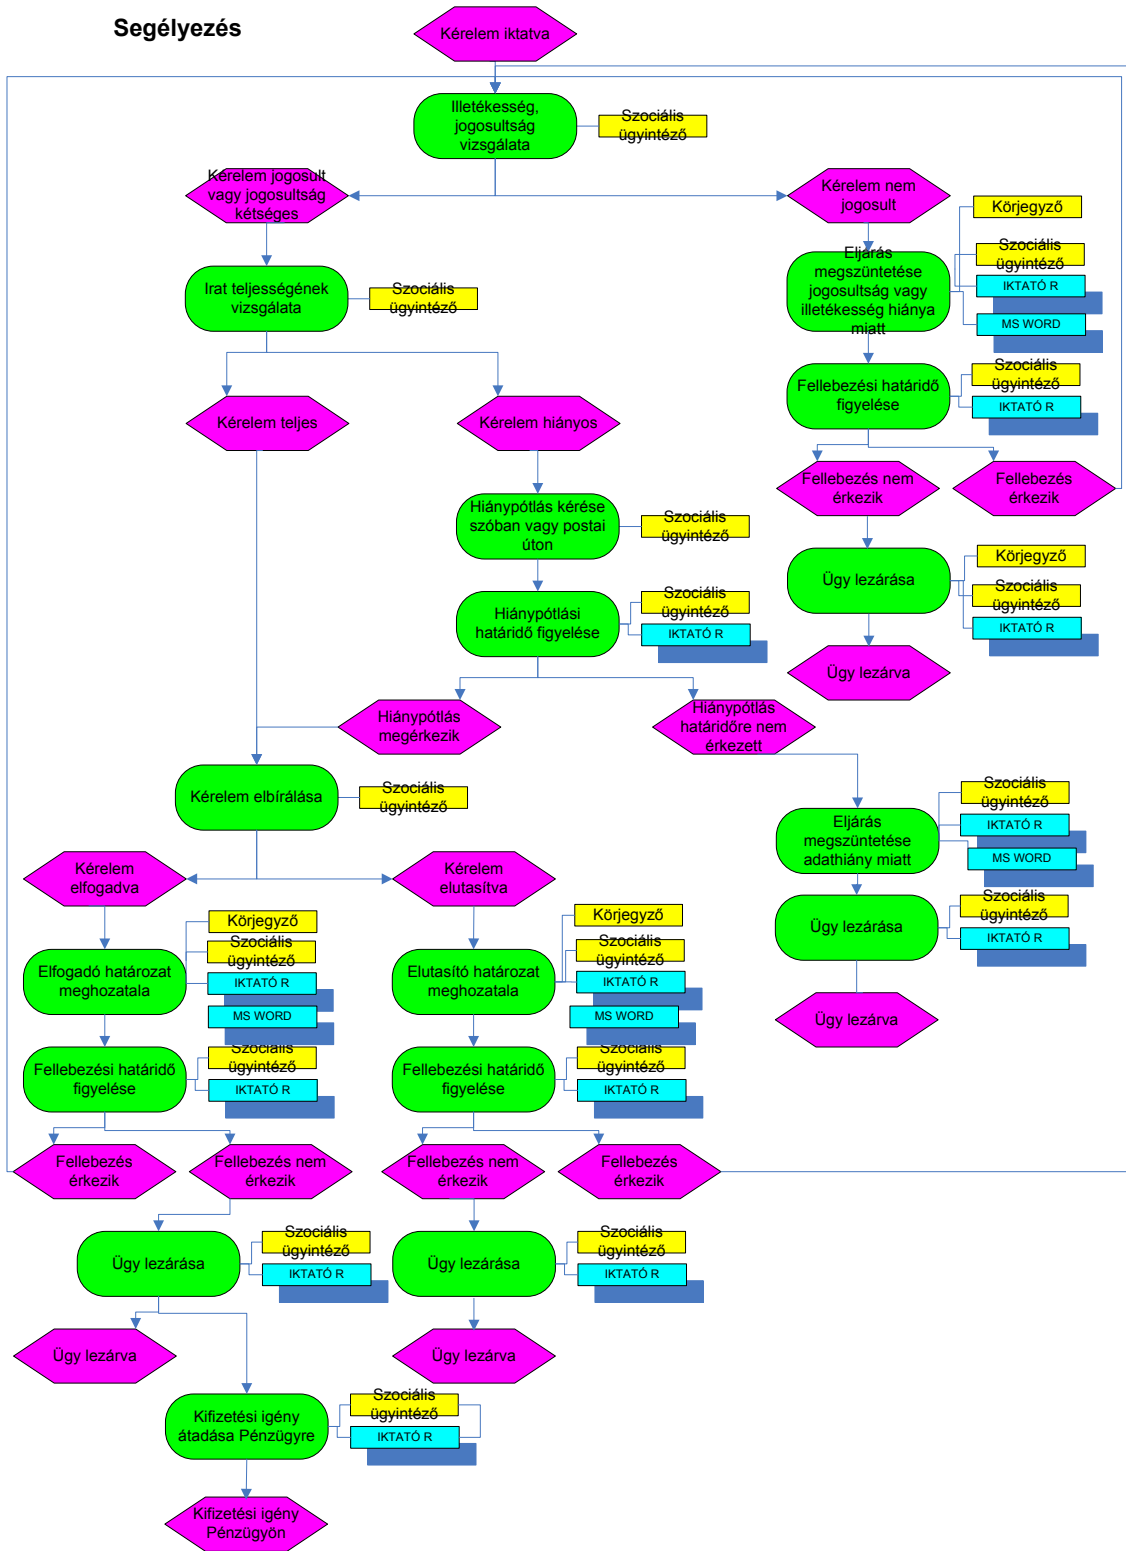 Segélyezés
Kérelem iktatva
Illetékesség,
jogosultság
vizsgálata
Szociális
ügyintéző
Kérelem jogosult
vagy jogosultság
kétséges
Kérelem nem
jogosult
Körjegyző
Eljárás
megszüntetése
jogosultság vagy
illetékesség hiánya
miatt
Szociális
ügyintéző
IKTATÓ R
MS WORD
Irat teljességének
vizsgálata
Szociális
ügyintéző
Fellebezési határidő
figyelése
Szociális
ügyintéző
IKTATÓ R
Kérelem teljes
Kérelem hiányos
Fellebezés nem
érkezik
Fellebezés
érkezik
Hiánypótlás kérése
szóban vagy postai
úton
Szociális
ügyintéző
Ügy lezárása
Körjegyző
Szociális
ügyintéző
IKTATÓ R
Hiánypótlási
határidő figyelése
Szociális
ügyintéző
IKTATÓ R
Ügy lezárva
Hiánypótlás
megérkezik
Hiánypótlás
határidőre nem
érkezett
Kérelem elbírálása
Szociális
ügyintéző
Eljárás
megszüntetése
adathiány miatt
Szociális
ügyintéző
IKTATÓ R
MS WORD
Kérelem
elfogadva
Kérelem
elutasítva
Ügy lezárása
Szociális
ügyintéző
IKTATÓ R
Elfogadó határozat
meghozatala
Körjegyző
Szociális
ügyintéző
IKTATÓ R
MS WORD
Elutasító határozat
meghozatala
Körjegyző
Szociális
ügyintéző
IKTATÓ R
MS WORD
Ügy lezárva
Fellebezési határidő
figyelése
Szociális
ügyintéző
IKTATÓ R
Fellebezési határidő
figyelése
Szociális
ügyintéző
IKTATÓ R
Fellebezés
érkezik
Fellebezés nem
érkezik
Fellebezés nem
érkezik
Fellebezés
érkezik
Ügy lezárása
Szociális
ügyintéző
IKTATÓ R
Ügy lezárása
Szociális
ügyintéző
IKTATÓ R
Ügy lezárva
Ügy lezárva
Kifizetési igény
átadása Pénzügyre
Szociális
ügyintéző
IKTATÓ R
Kifizetési igény
Pénzügyön